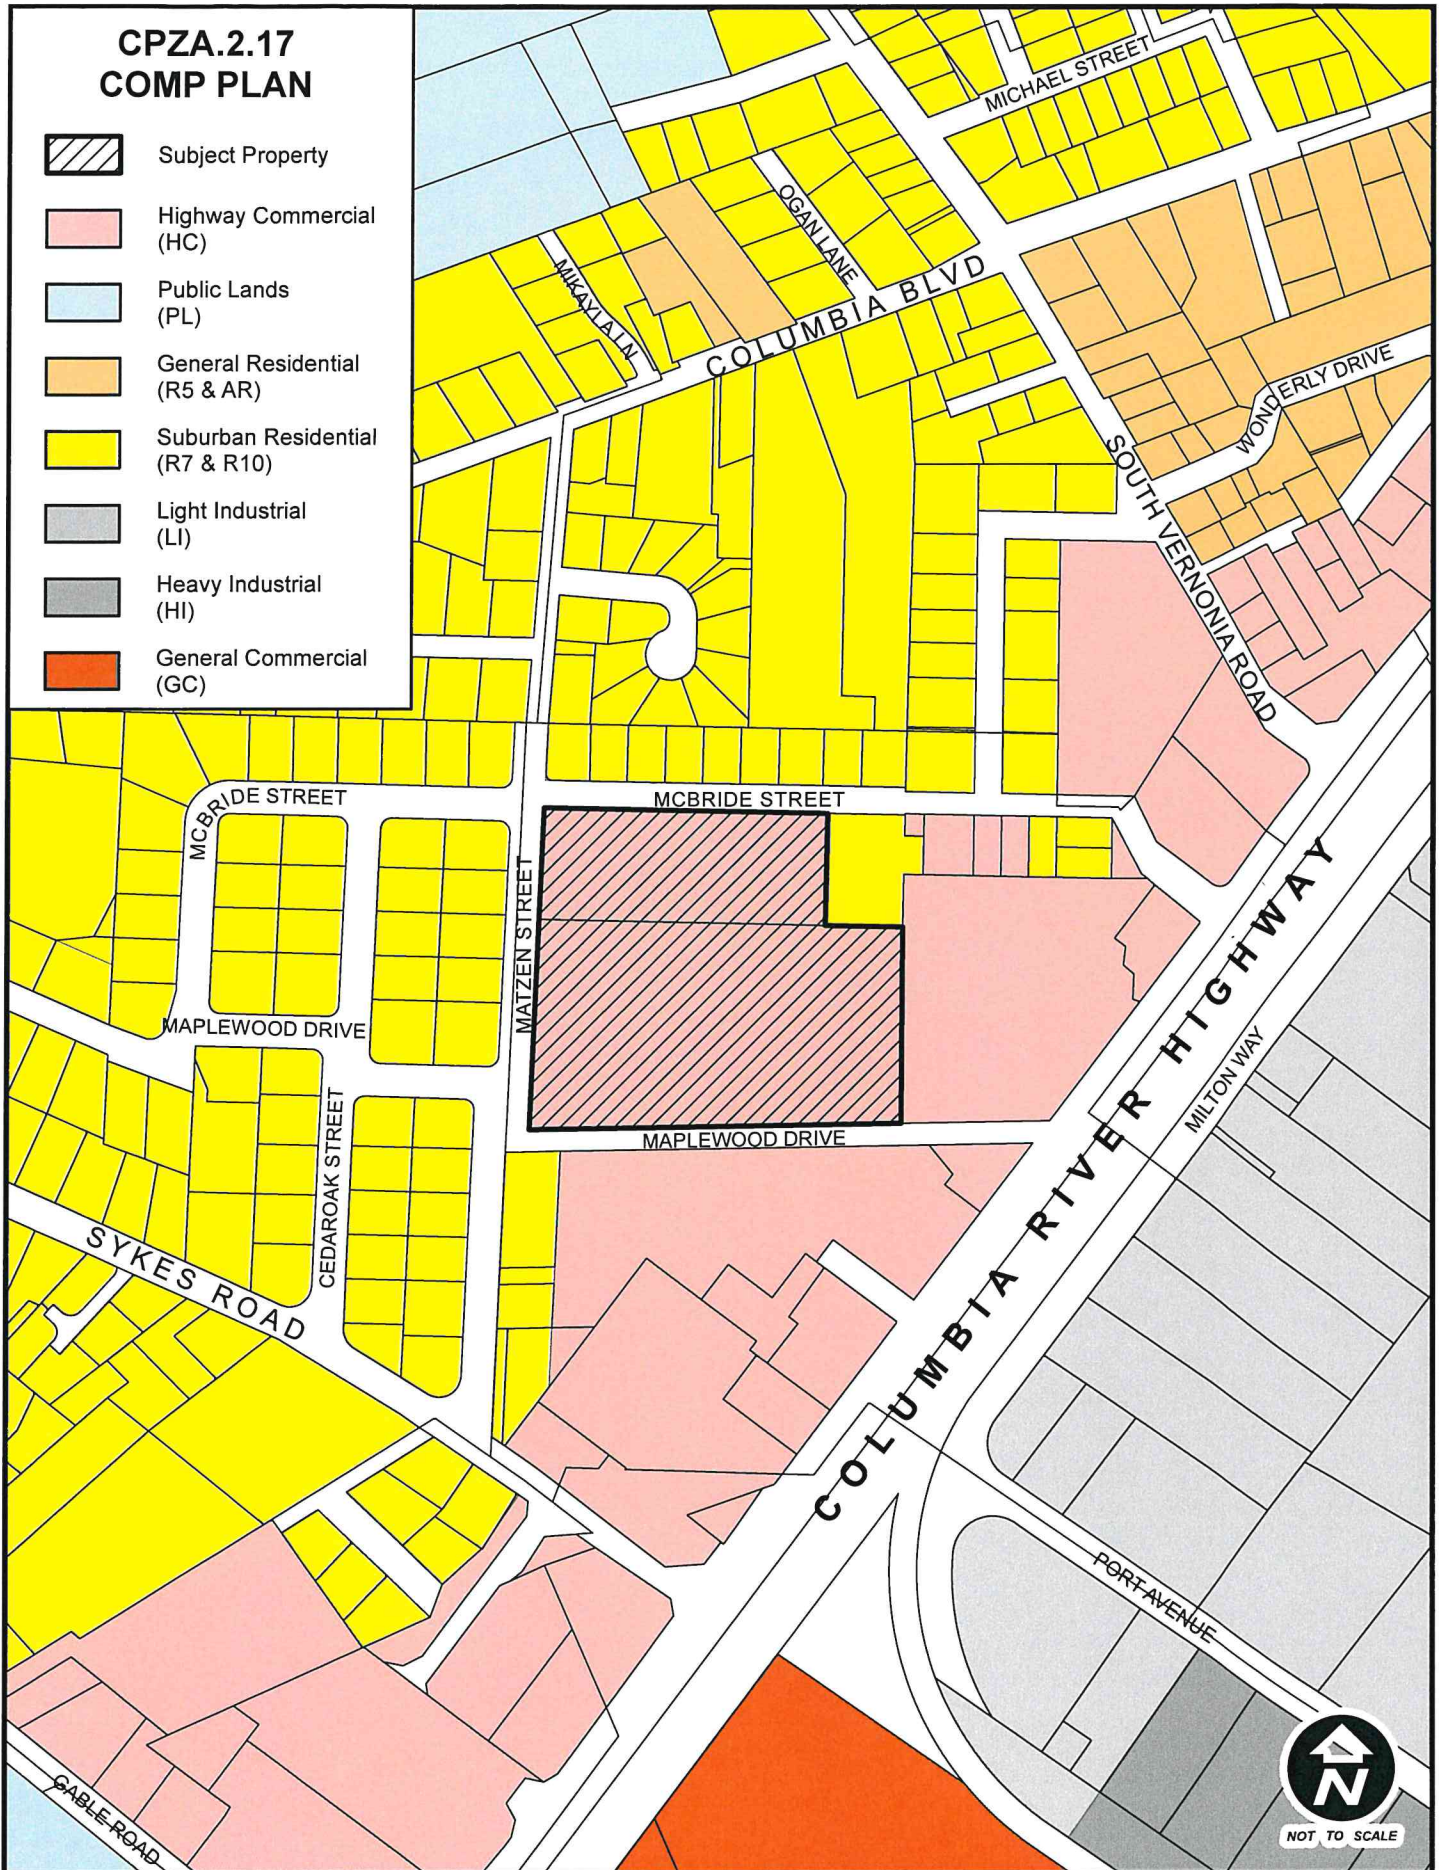 CPZA.2.17
COMP PLAN
Subject Property
Highway Commercial
(HC)
Public Lands
(PL)
General Residential
(R5 & AR)
Suburban Residential
(R7 & R10)
Light Industrial
(LI)
Heavy Industrial
(HI)
General Commercial
(GC)
MICHAEL STREET
OGAN LANE
MIKAYLA LN
COLUMBIA BLVD
WONDERLY DRIVE
SOUTH VERNONIA ROAD
MCBRIDE STREET
MCBRIDE STREET
MCBRIDE STREET
MATZEN STREET
MAPLEWOOD DRIVE
MAPLEWOOD DRIVE
CEDAROAK STREET
SYKES ROAD
COLUMBIA RIVER HIGHWAY
MILTON WAY
PORT AVENUE
GABLE ROAD
N
NOT TO SCALE